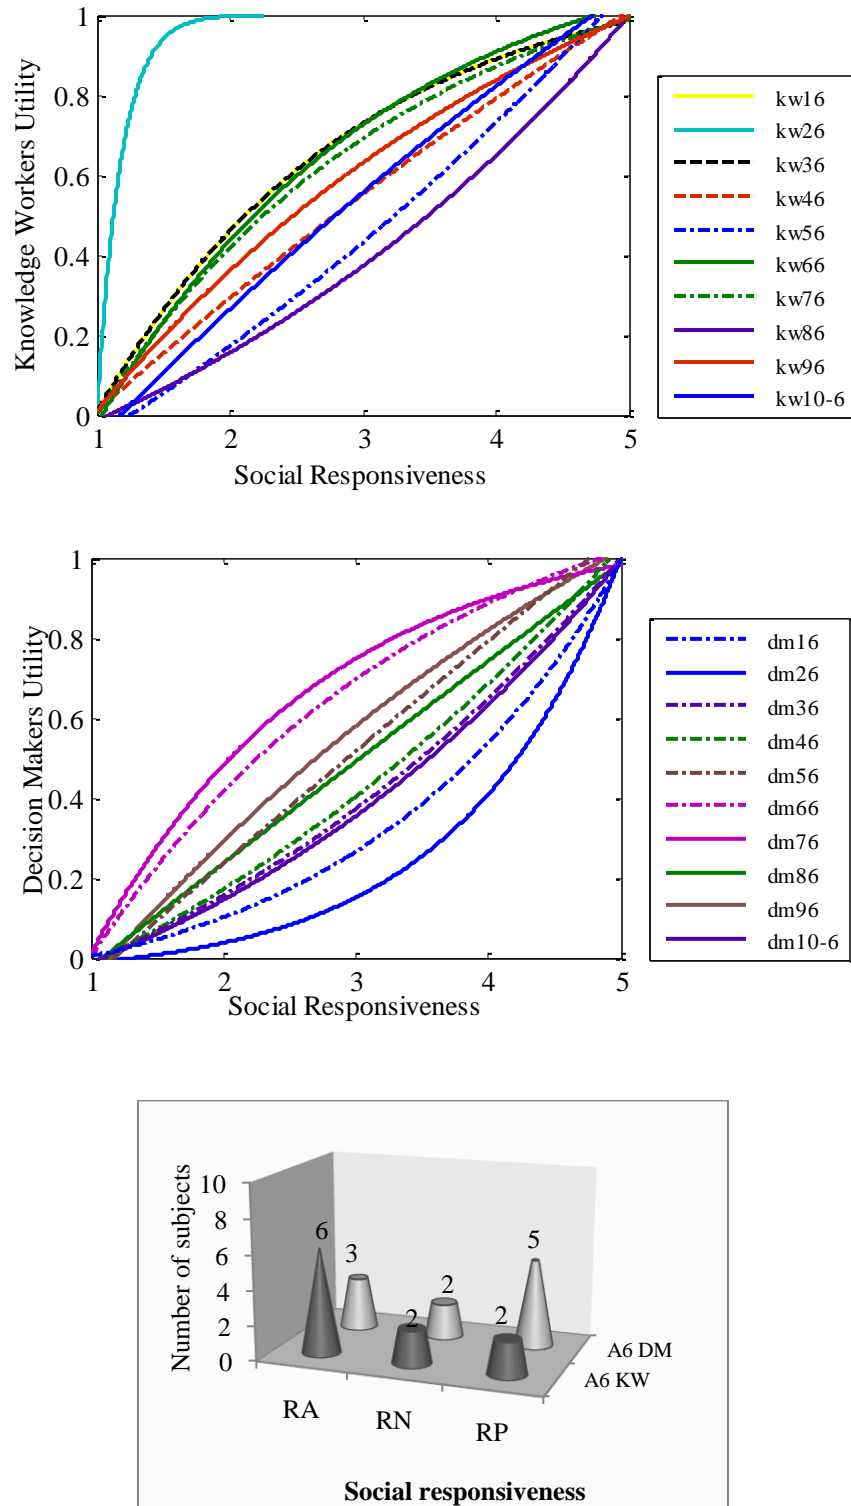 Knowledge Workers Utility
1
0.8
0.6
0.4
0.2
0
1 2 3 4 5
Social Responsiveness
kw16
kw26
kw36
kw46
kw56
kw66
kw76
kw86
kw96
kw10-6
Decision Makers Utility
1
0.8
0.6
0.4
0.2
0
1 2 3 4 5
Social Responsiveness
dm16
dm26
dm36
dm46
dm56
dm66
dm76
dm86
dm96
dm10-6
Number of subjects
10
8
6
4
2
0
6
3
2
2
2
5
A6 DM
A6 KW
RA
RN
RP
Social responsiveness